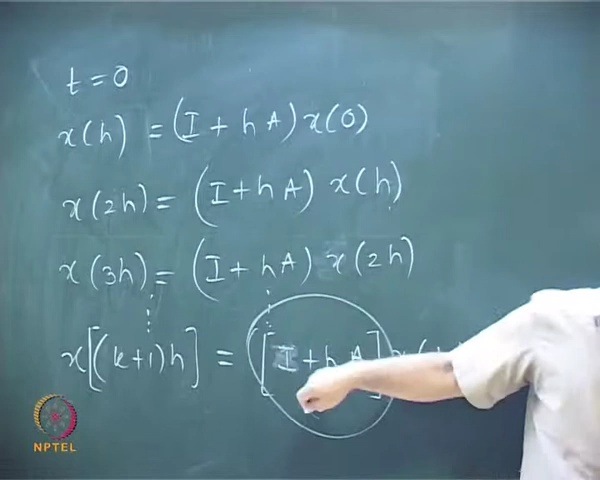 t = 0
x(h) = (I + hA) x(0)
x(2h) = (I + hA) x(h)
x(3h) = (I + hA) x(2h)
x[(k+1)h] = [I + hA]
NPTEL